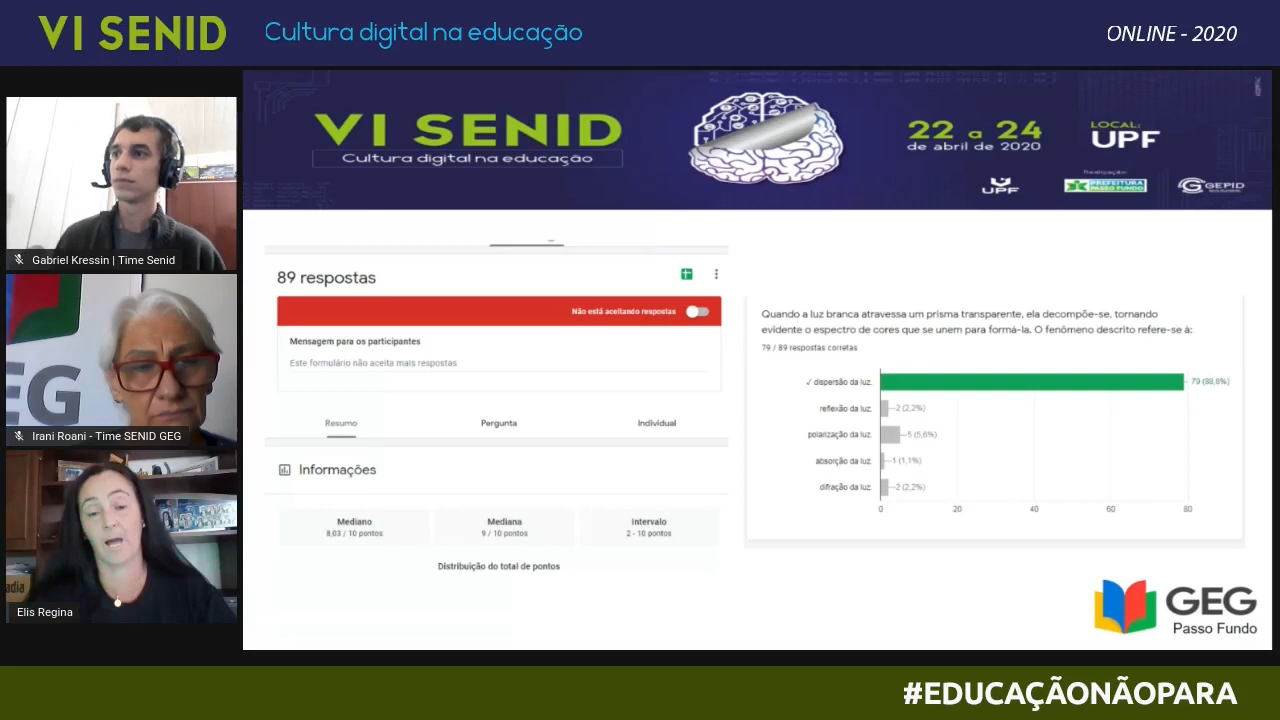 VI SENID
Cultura digital na educação
ONLINE - 2020
Gabriel Kressin | Time Senid
GEG
Irani Roani - Time SENID GEG
adia
Elis Regina
VI SENID
Cultura digital na educação
22 a 24
de abril de 2020
LOCAL:
UPF
Realização:
UPF
PREFEITURA
PASSO FUNDO
GEPID
89 respostas
Não está aceitando respostas
Mensagem para os participantes
Este formulário não aceita mais respostas
Resumo
Pergunta
Individual
Informações
Mediano
8,03 / 10 pontos
Mediana
9 / 10 pontos
Intervalo
2 - 10 pontos
Distribuição do total de pontos
Quando a luz branca atravessa um prisma transparente, ela decompõe-se, tornando
evidente o espectro de cores que se unem para formá-la. O fenômeno descrito refere-se à:
79 / 89 respostas corretas
✓ dispersão da luz. 79 (88,8%)
reflexão da luz. 2 (2,2%)
polarização da luz. 5 (5,6%)
absorção da luz. 1 (1,1%)
difração da luz. 2 (2,2%)
0 20 40 60 80
GEG
Passo Fundo
#EDUCAÇÃONÃOPARA